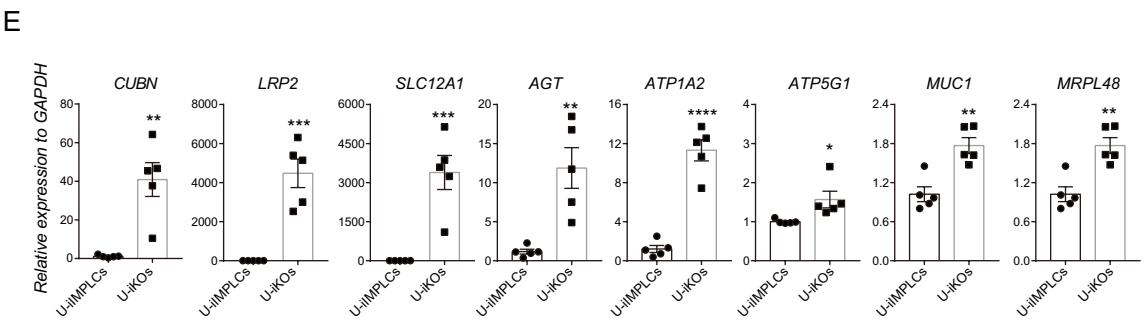 E
Relative expression to GAPDH
CUBN
**
80
60
40
20
0
U-iIMPLCs
U-iKOs
LRP2
***
8000
6000
4000
2000
0
U-iIMPLCs
U-iKOs
SLC12A1
***
6000
4500
3000
1500
0
U-iIMPLCs
U-iKOs
AGT
**
20
15
10
5
0
U-iIMPLCs
U-iKOs
ATP1A2
****
16
12
8
4
0
U-iIMPLCs
U-iKOs
ATP5G1
*
4
3
2
1
0
U-iIMPLCs
U-iKOs
MUC1
**
2.4
1.8
1.2
0.6
0.0
U-iIMPLCs
U-iKOs
MRPL48
**
2.4
1.8
1.2
0.6
0.0
U-iIMPLCs
U-iKOs